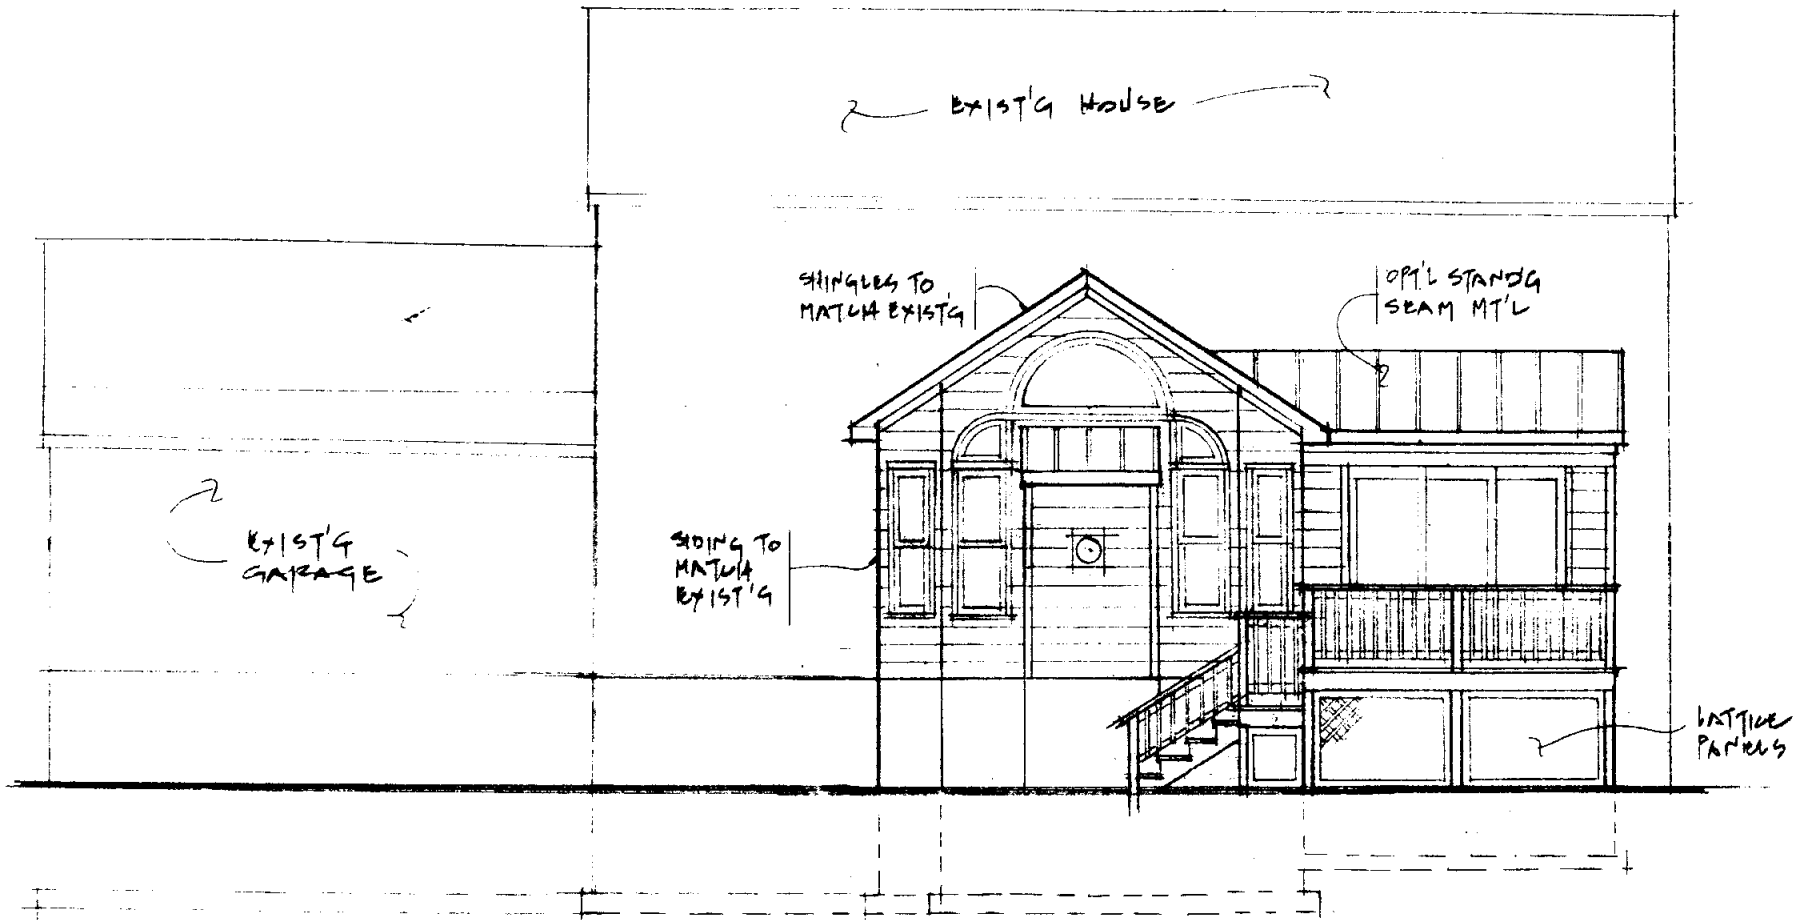 EXIST'G HOUSE
SHINGLES TO
MATCH EXIST'G
OPT'L STAND'G
SEAM MT'L
EXIST'G
GARAGE
SIDING TO
MATCH
EXIST'G
LATTICE
PANELS